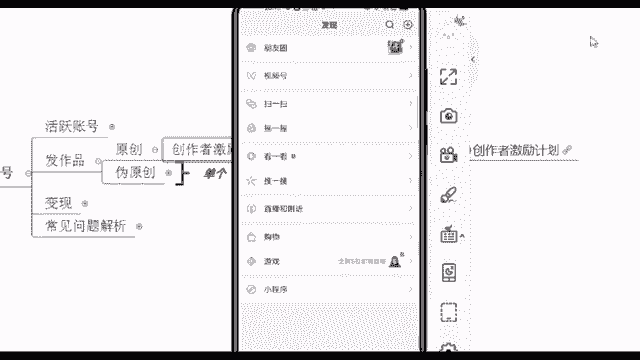 发现
朋友圈
视频号
扫一扫
摇一摇
看一看
搜一搜
直播和附近
购物
游戏
小程序
号
活跃账号
发作品
原创
创作者激励
伪原创
单个
变现
常见问题解析
创作者激励计划